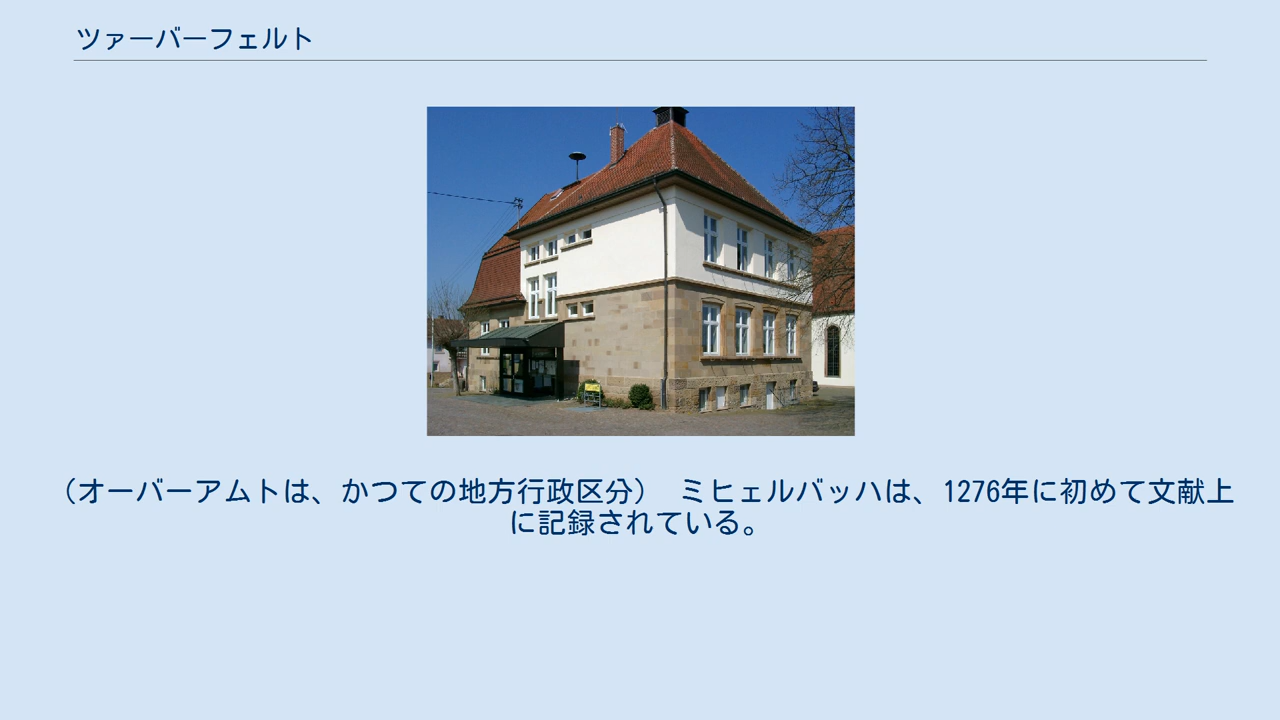 ツァーバーフェルト
（オーバーアムトは、かつての地方行政区分）　ミヒェルバッハは、1276年に初めて文献上
に記録されている。